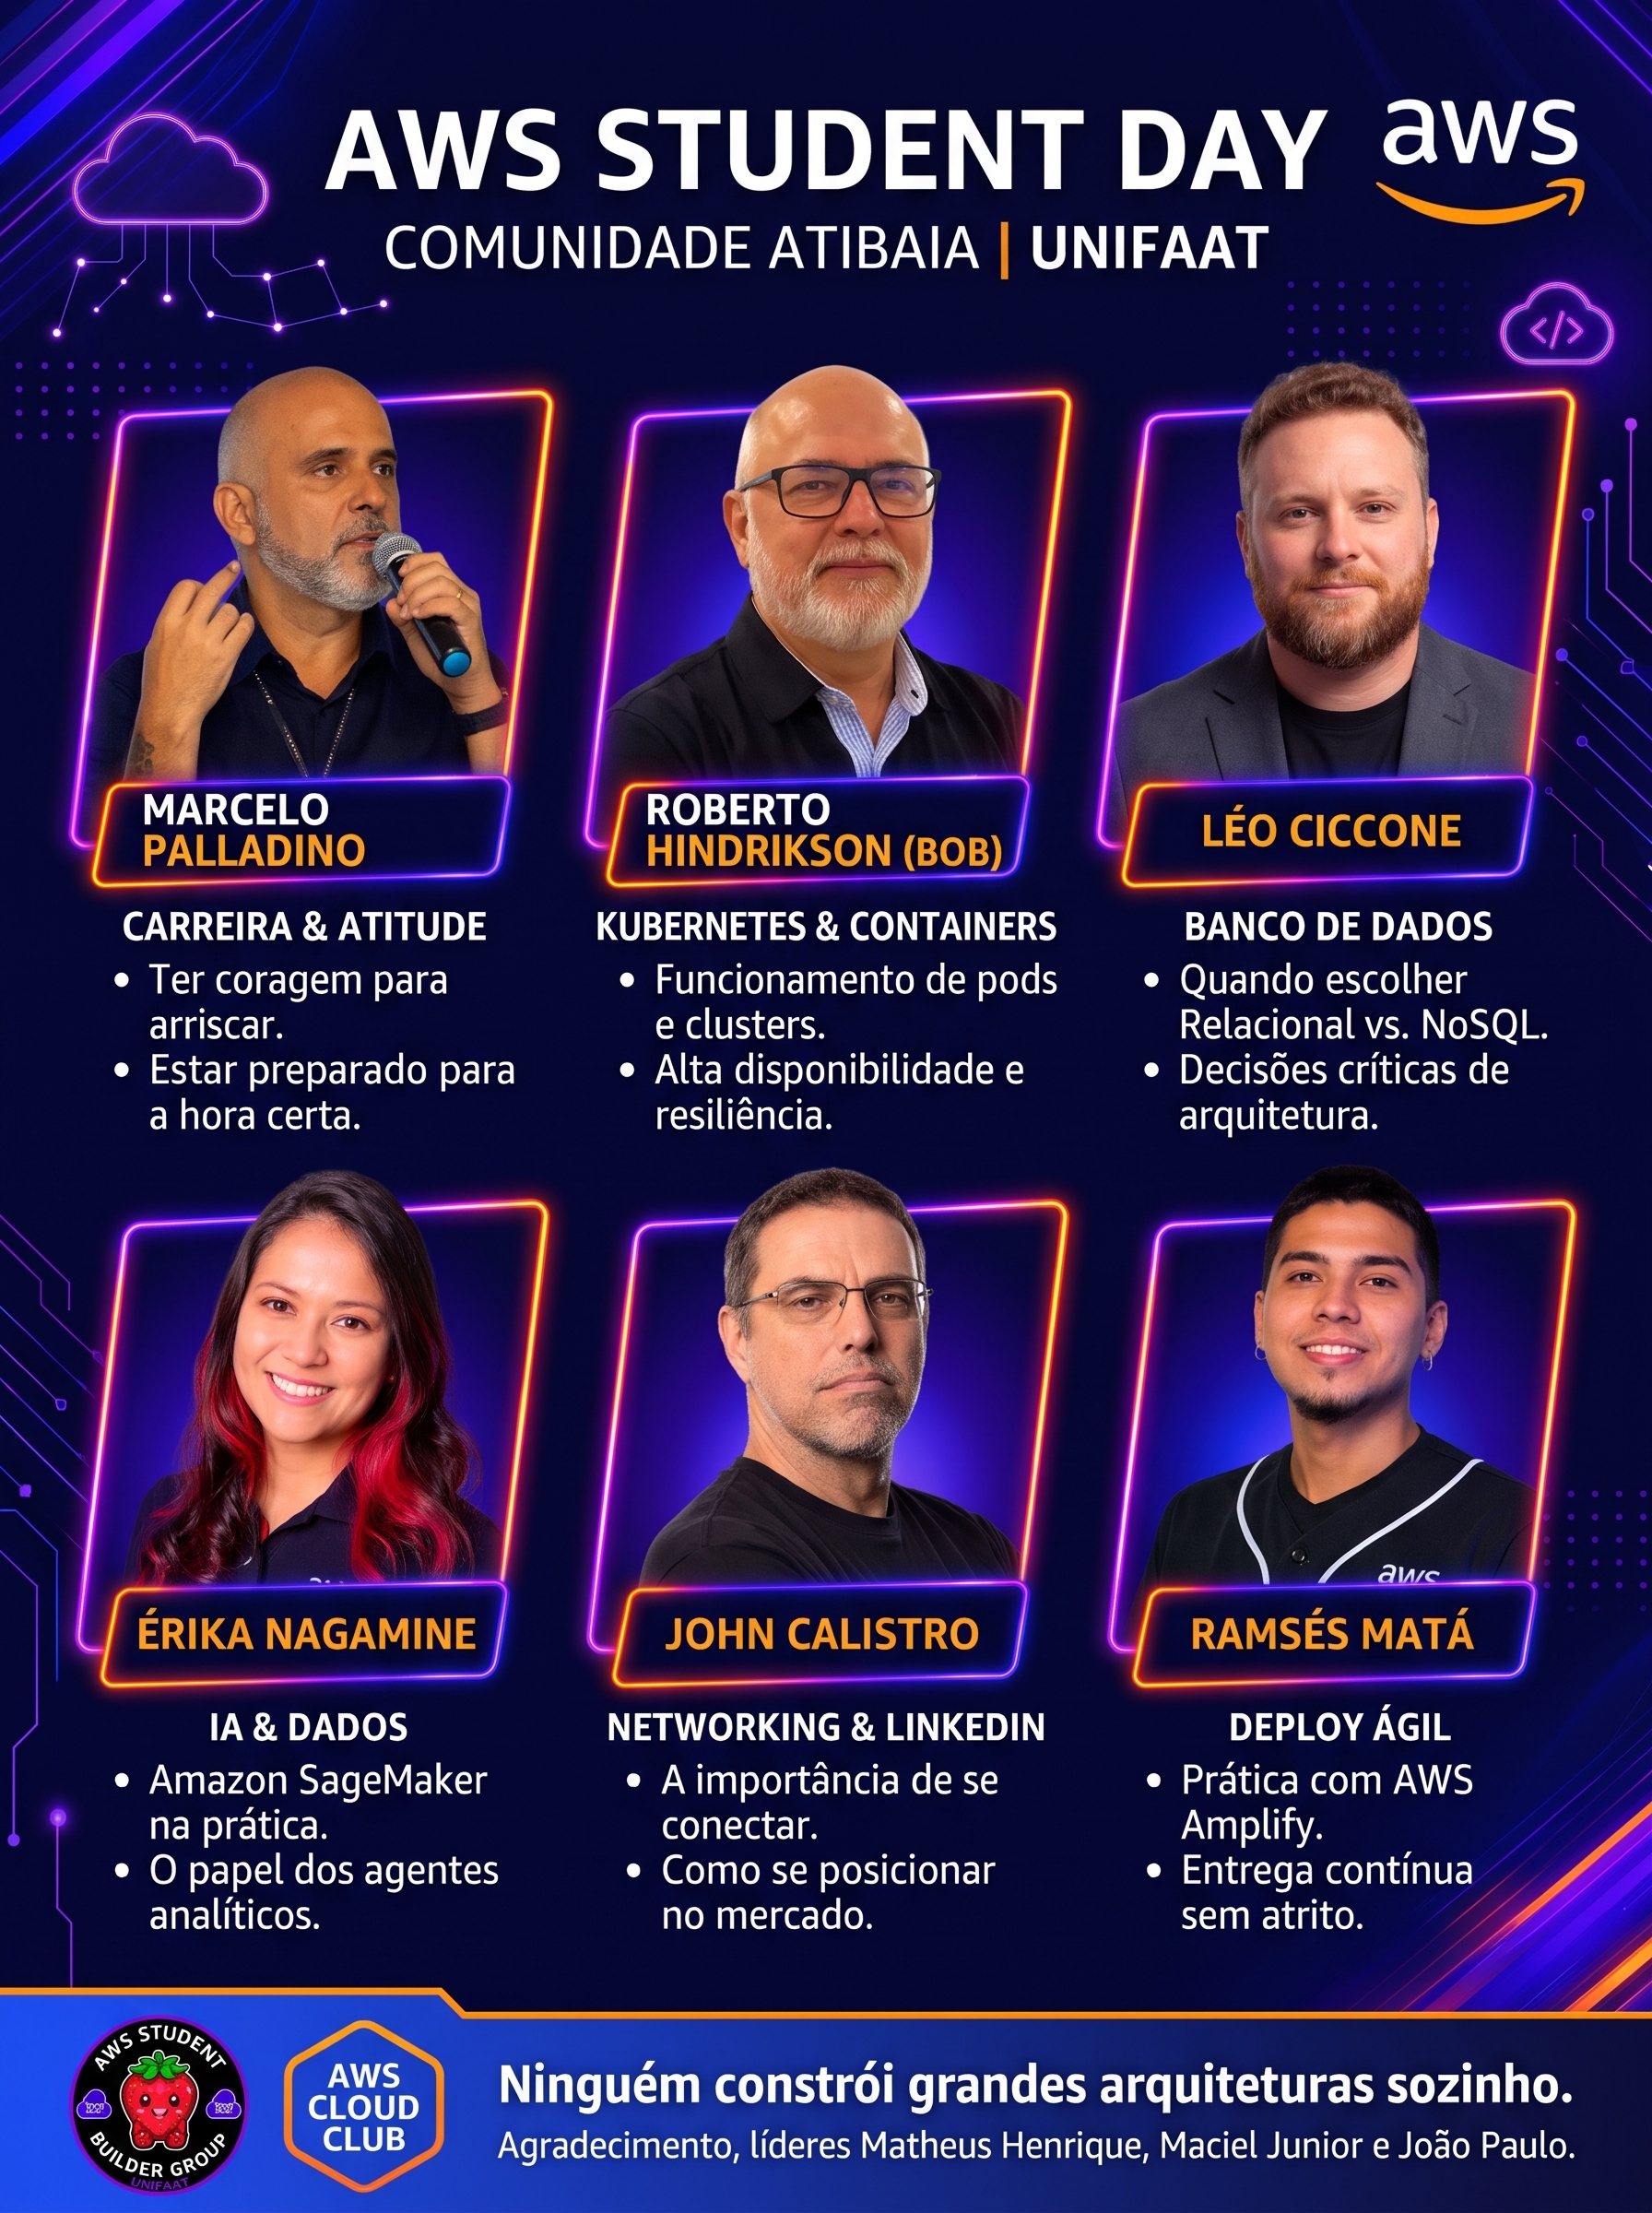 AWS STUDENT DAY
aws
COMUNIDADE ATIBAIA | UNIFAAT
</>
MARCELO
PALLADINO
CARREIRA & ATITUDE
• Ter coragem para
arriscar.
• Estar preparado para
a hora certa.
ROBERTO
HINDRIKSON (BOB)
KUBERNETES & CONTAINERS
• Funcionamento de pods
e clusters.
• Alta disponibilidade e
resiliência.
LÉO CICCONE
BANCO DE DADOS
• Quando escolher
Relacional vs. NoSQL.
• Decisões críticas de
arquitetura.
ÉRIKA NAGAMINE
IA & DADOS
• Amazon SageMaker
na prática.
• O papel dos agentes
analíticos.
JOHN CALISTRO
NETWORKING & LINKEDIN
• A importância de se
conectar.
• Como se posicionar
no mercado.
aws
RAMSÉS MATÁ
DEPLOY ÁGIL
• Prática com AWS
Amplify.
• Entrega contínua
sem atrito.
AWS STUDENT
BUILDER GROUP
UNIFAAT
AWS
CLOUD
CLUB
Ninguém constrói grandes arquiteturas sozinho.
Agradecimento, líderes Matheus Henrique, Maciel Junior e João Paulo.